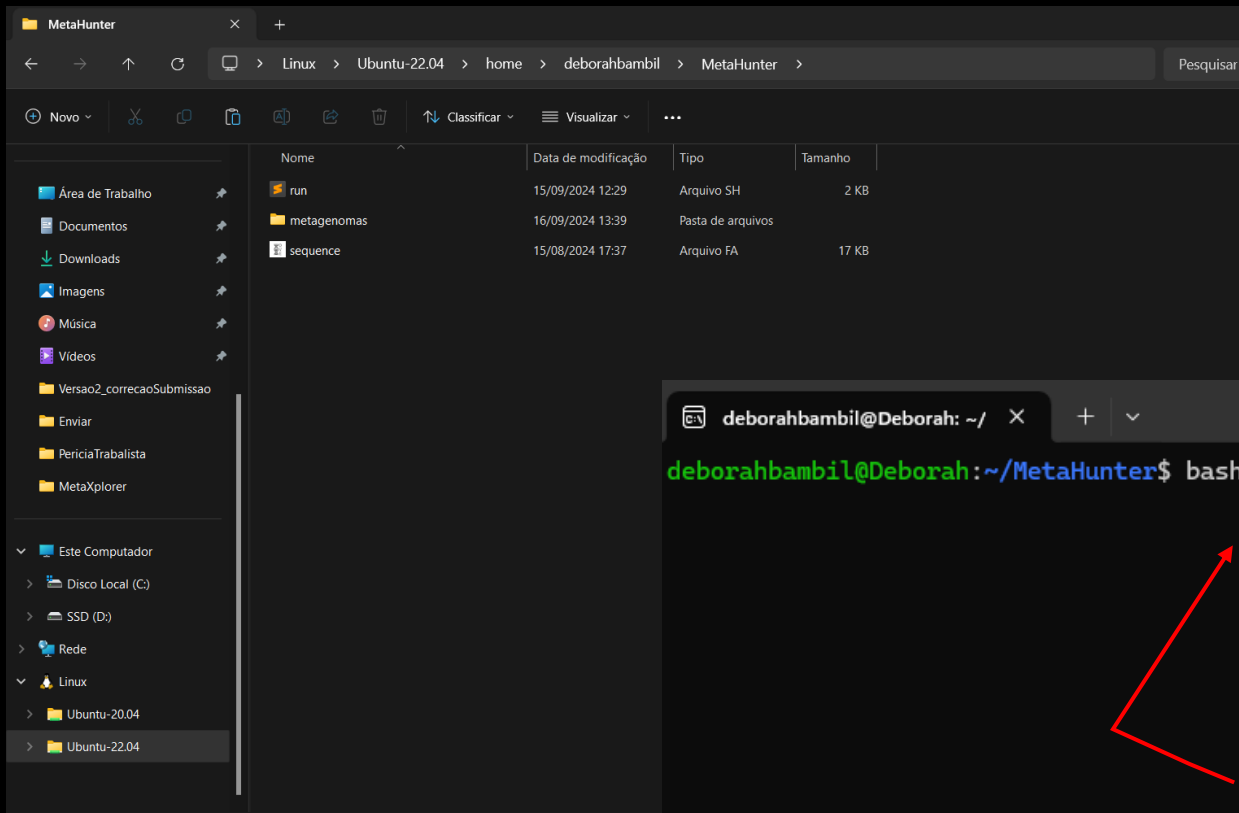 MetaHunter
Linux > Ubuntu-22.04 > home > deborahbambil > MetaHunter >
Pesquisar
Novo
Classificar
Visualizar
Nome Data de modificação Tipo Tamanho
run 15/09/2024 12:29 Arquivo SH 2 KB
metagenomas 16/09/2024 13:39 Pasta de arquivos
sequence 15/08/2024 17:37 Arquivo FA 17 KB
Área de Trabalho
Documentos
Downloads
Imagens
Música
Vídeos
Versao2_correcaoSubmissao
Enviar
PericiaTrabalista
MetaXplorer
Este Computador
Disco Local (C:)
SSD (D:)
Rede
Linux
Ubuntu-20.04
Ubuntu-22.04
deborahbambil@Deborah: ~/
deborahbambil@Deborah:~/MetaHunter$ bash